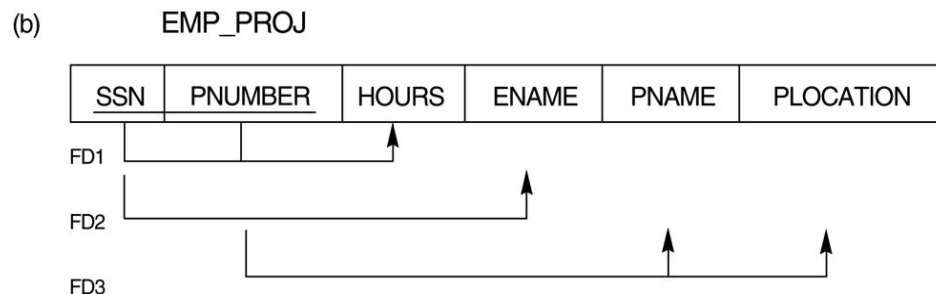 (b) EMP_PROJ
SSN PNUMBER HOURS ENAME PNAME PLOCATION
FD1
FD2
FD3